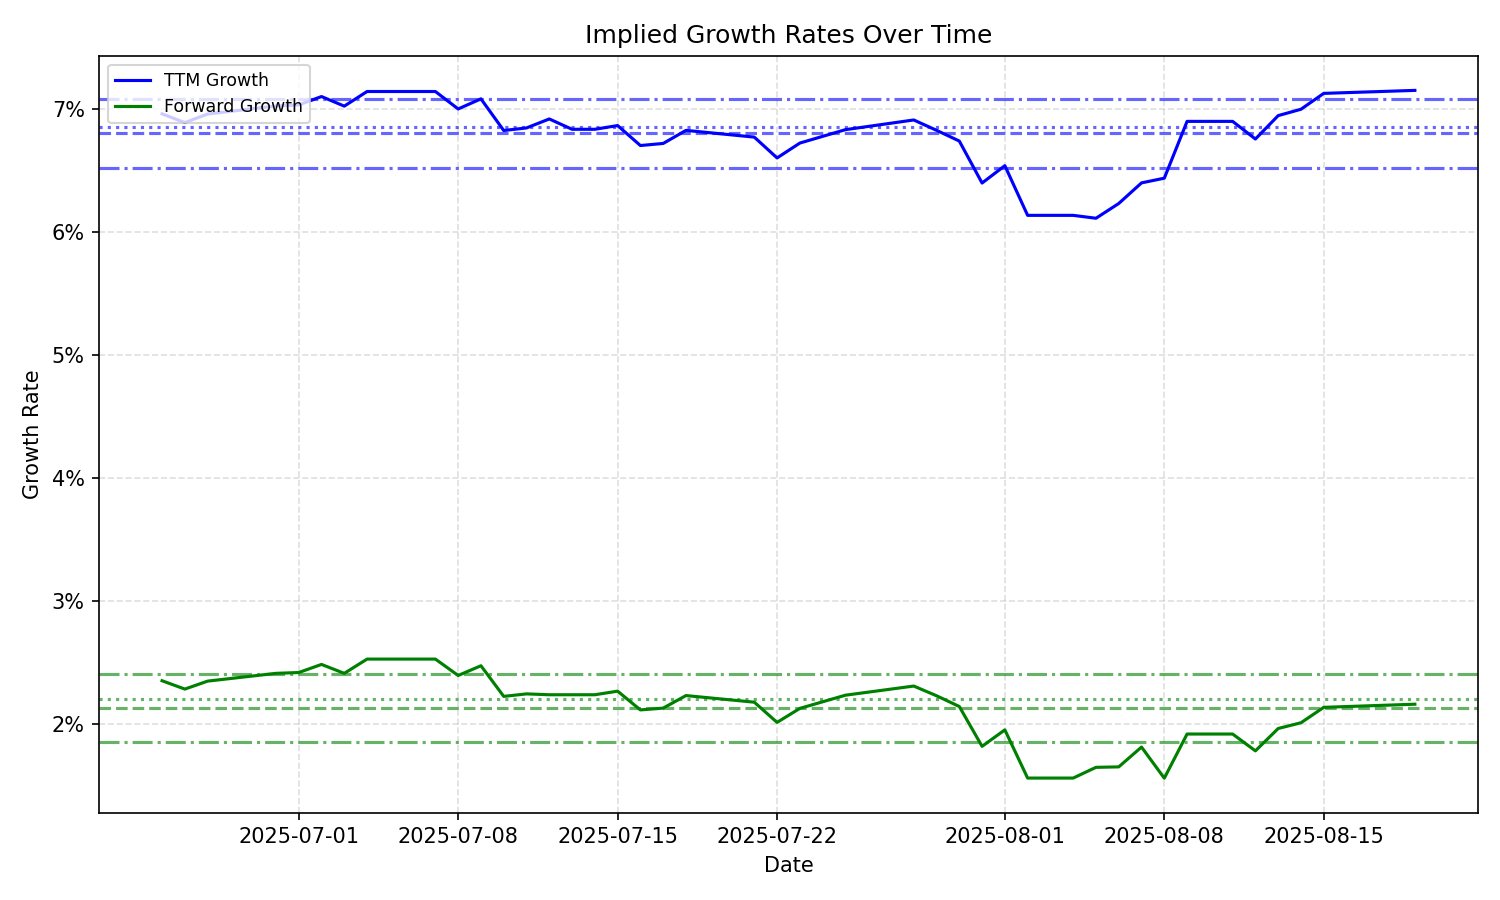 Implied Growth Rates Over Time
TTM Growth
Forward Growth
7%
6%
5%
4%
3%
2%
Growth Rate
2025-07-01
2025-07-08
2025-07-15
2025-07-22
2025-08-01
2025-08-08
2025-08-15
Date